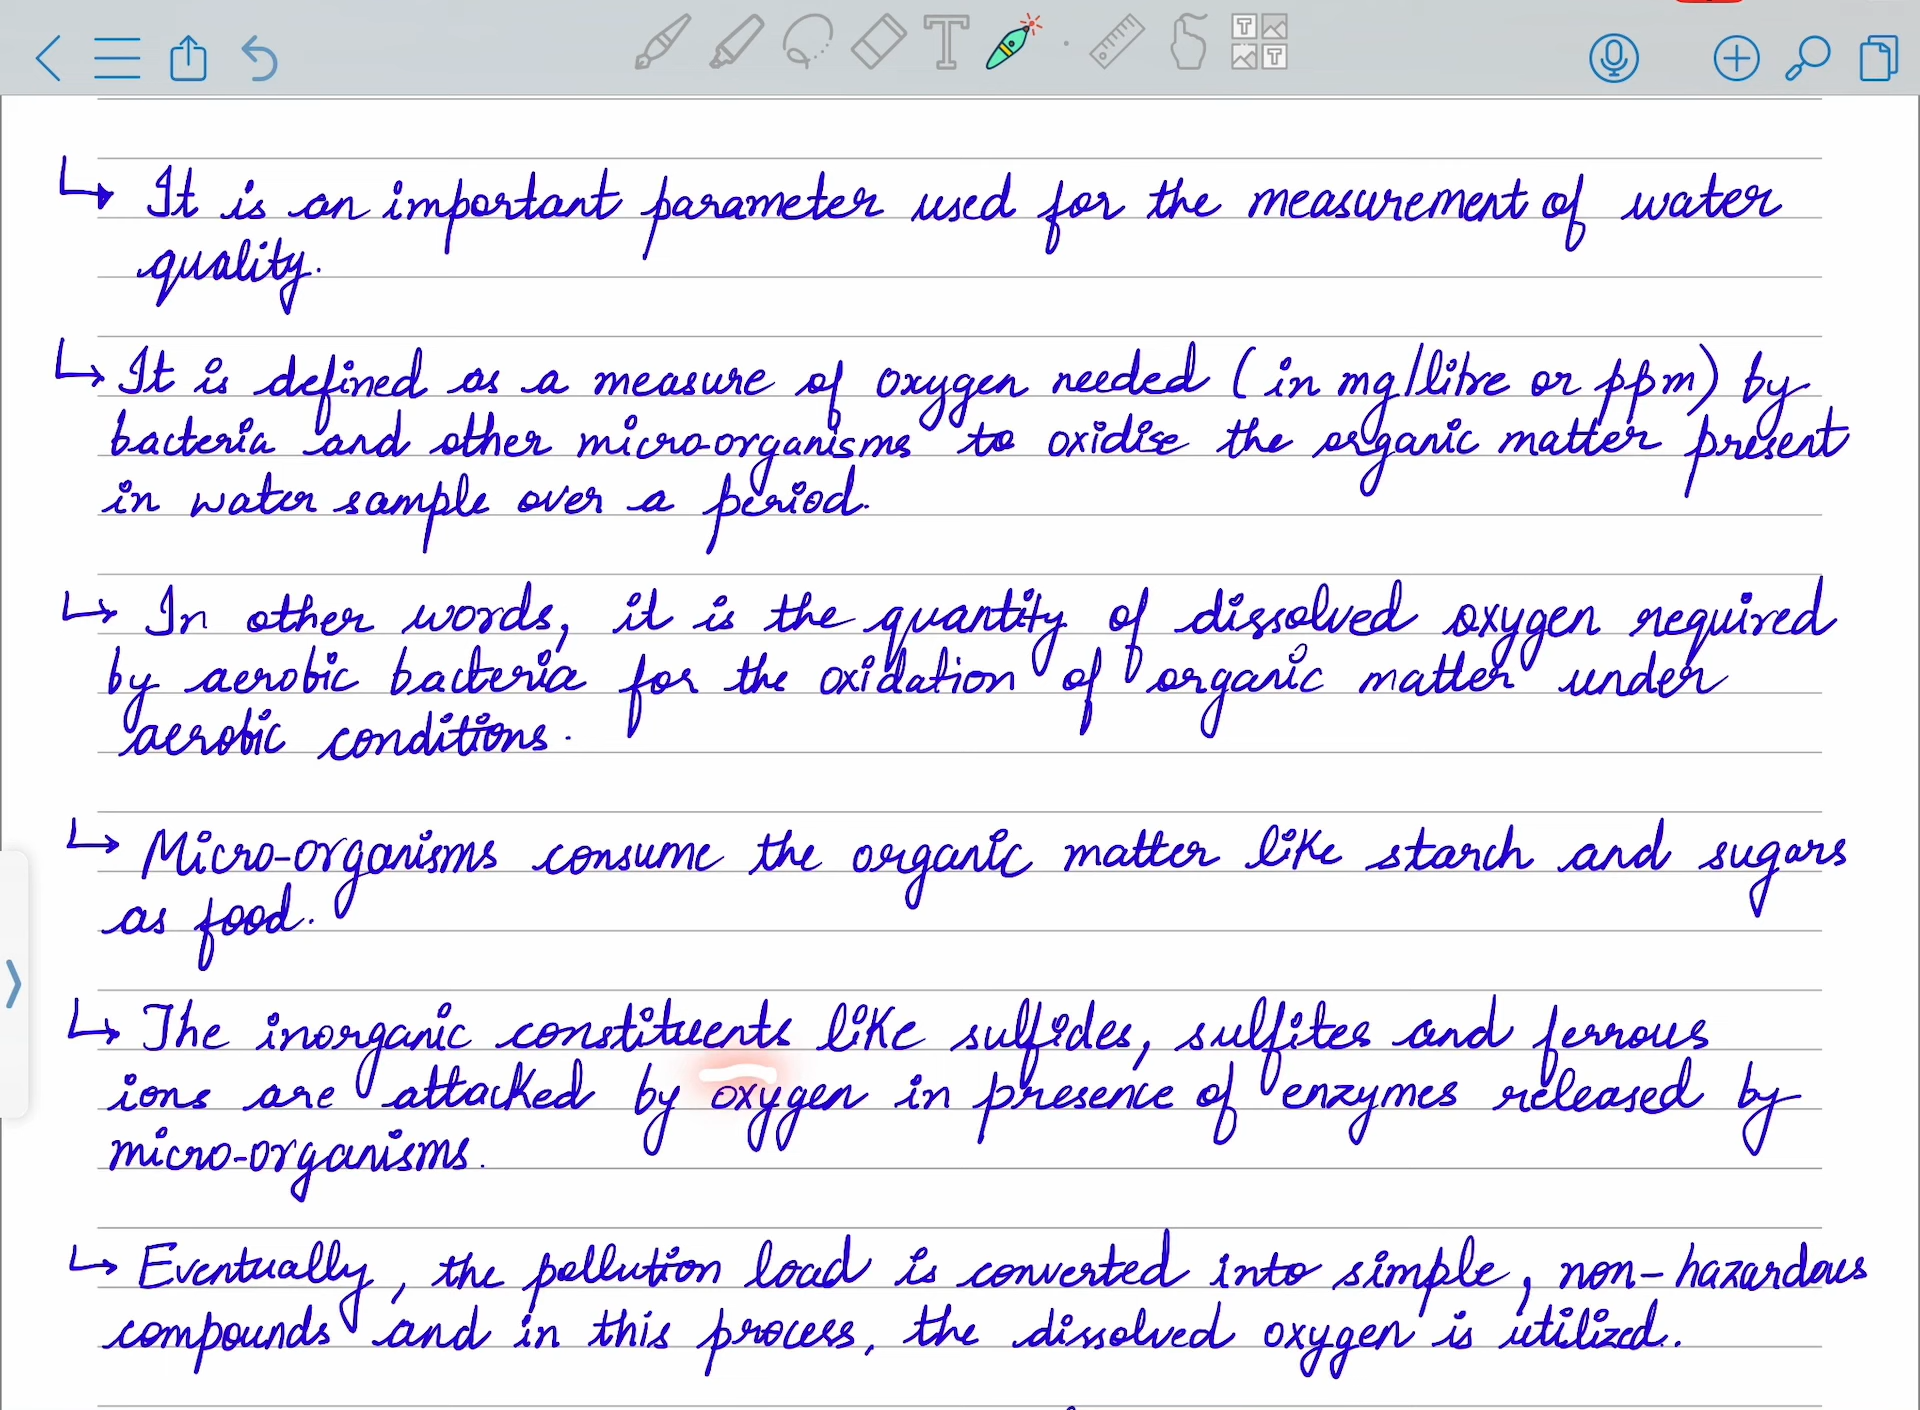 ↳ It is an important parameter used for the measurement of water
quality.
↳ It is defined as a measure of oxygen needed (in mg/litre or ppm) by
bacteria and other micro-organisms to oxidise the organic matter present
in water sample over a period.
↳ In other words, it is the quantity of dissolved oxygen required
by aerobic bacteria for the oxidation of organic matter under
aerobic conditions.
↳ Micro-organisms consume the organic matter like starch and sugars
as food.
↳ The inorganic constituents like sulfides, sulfites and ferrous
ions are attacked by oxygen in presence of enzymes released by
micro-organisms.
↳ Eventually, the pollution load is converted into simple, non-hazardous
compounds and in this process, the dissolved oxygen is utilized.